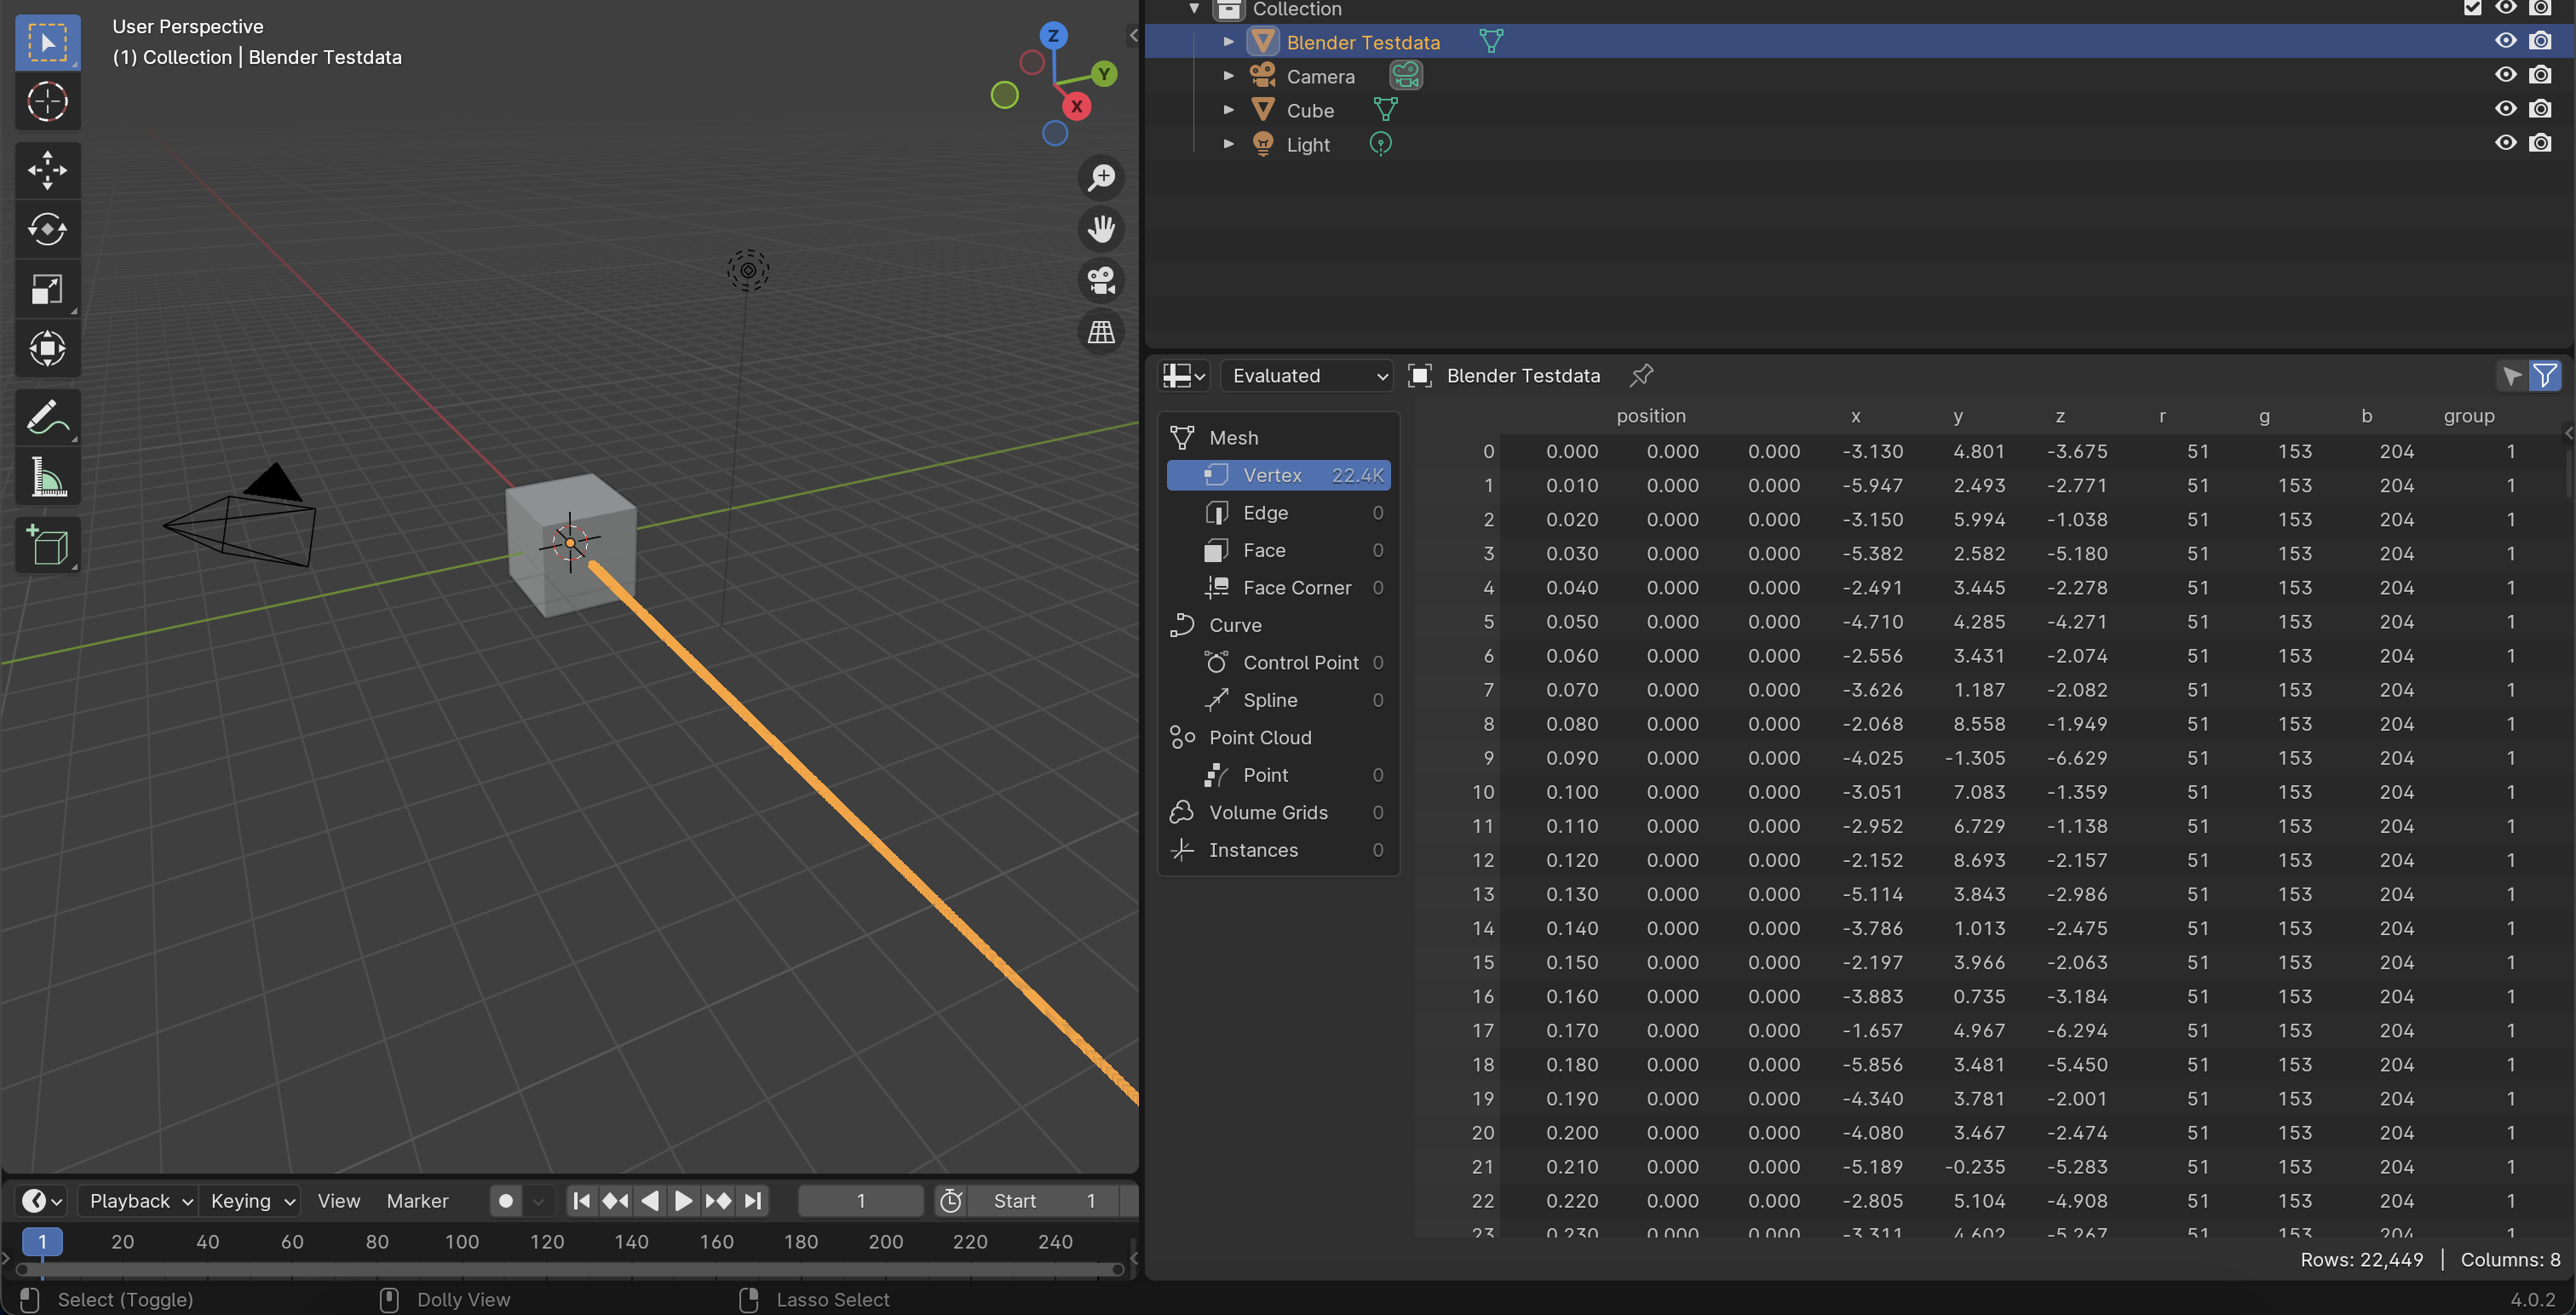 User Perspective
(1) Collection | Blender Testdata
Z
Y
X
Collection
Blender Testdata
Camera
Cube
Light
Evaluated
Blender Testdata
Mesh
Vertex 22.4K
Edge 0
Face 0
Face Corner 0
Curve
Control Point 0
Spline 0
Point Cloud
Point 0
Volume Grids 0
Instances 0
position x y z r g b group
0 0.000 0.000 0.000 -3.130 4.801 -3.675 51 153 204 1
1 0.010 0.000 0.000 -5.947 2.493 -2.771 51 153 204 1
2 0.020 0.000 0.000 -3.150 5.994 -1.038 51 153 204 1
3 0.030 0.000 0.000 -5.382 2.582 -5.180 51 153 204 1
4 0.040 0.000 0.000 -2.491 3.445 -2.278 51 153 204 1
5 0.050 0.000 0.000 -4.710 4.285 -4.271 51 153 204 1
6 0.060 0.000 0.000 -2.556 3.431 -2.074 51 153 204 1
7 0.070 0.000 0.000 -3.626 1.187 -2.082 51 153 204 1
8 0.080 0.000 0.000 -2.068 8.558 -1.949 51 153 204 1
9 0.090 0.000 0.000 -4.025 -1.305 -6.629 51 153 204 1
10 0.100 0.000 0.000 -3.051 7.083 -1.359 51 153 204 1
11 0.110 0.000 0.000 -2.952 6.729 -1.138 51 153 204 1
12 0.120 0.000 0.000 -2.152 8.693 -2.157 51 153 204 1
13 0.130 0.000 0.000 -5.114 3.843 -2.986 51 153 204 1
14 0.140 0.000 0.000 -3.786 1.013 -2.475 51 153 204 1
15 0.150 0.000 0.000 -2.197 3.966 -2.063 51 153 204 1
16 0.160 0.000 0.000 -3.883 0.735 -3.184 51 153 204 1
17 0.170 0.000 0.000 -1.657 4.967 -6.294 51 153 204 1
18 0.180 0.000 0.000 -5.856 3.481 -5.450 51 153 204 1
19 0.190 0.000 0.000 -4.340 3.781 -2.001 51 153 204 1
20 0.200 0.000 0.000 -4.080 3.467 -2.474 51 153 204 1
21 0.210 0.000 0.000 -5.189 -0.235 -5.283 51 153 204 1
22 0.220 0.000 0.000 -2.805 5.104 -4.908 51 153 204 1
23 0.230 0.000 0.000 -3.311 4.602 -5.267 51 153 204 1
Rows: 22,449 | Columns: 8
Playback Keying View Marker 1 Start 1
1 20 40 60 80 100 120 140 160 180 200 220 240
Select (Toggle) Dolly View Lasso Select 4.0.2